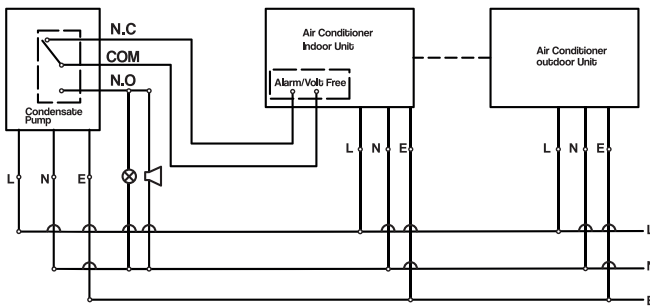 N.C
COM
N.O
Condensate
Pump
Air Conditioner
Indoor Unit
Alarm/Volt Free
Air Conditioner
outdoor Unit
L
N
E
L
N
E
L
N
E
L
N
E